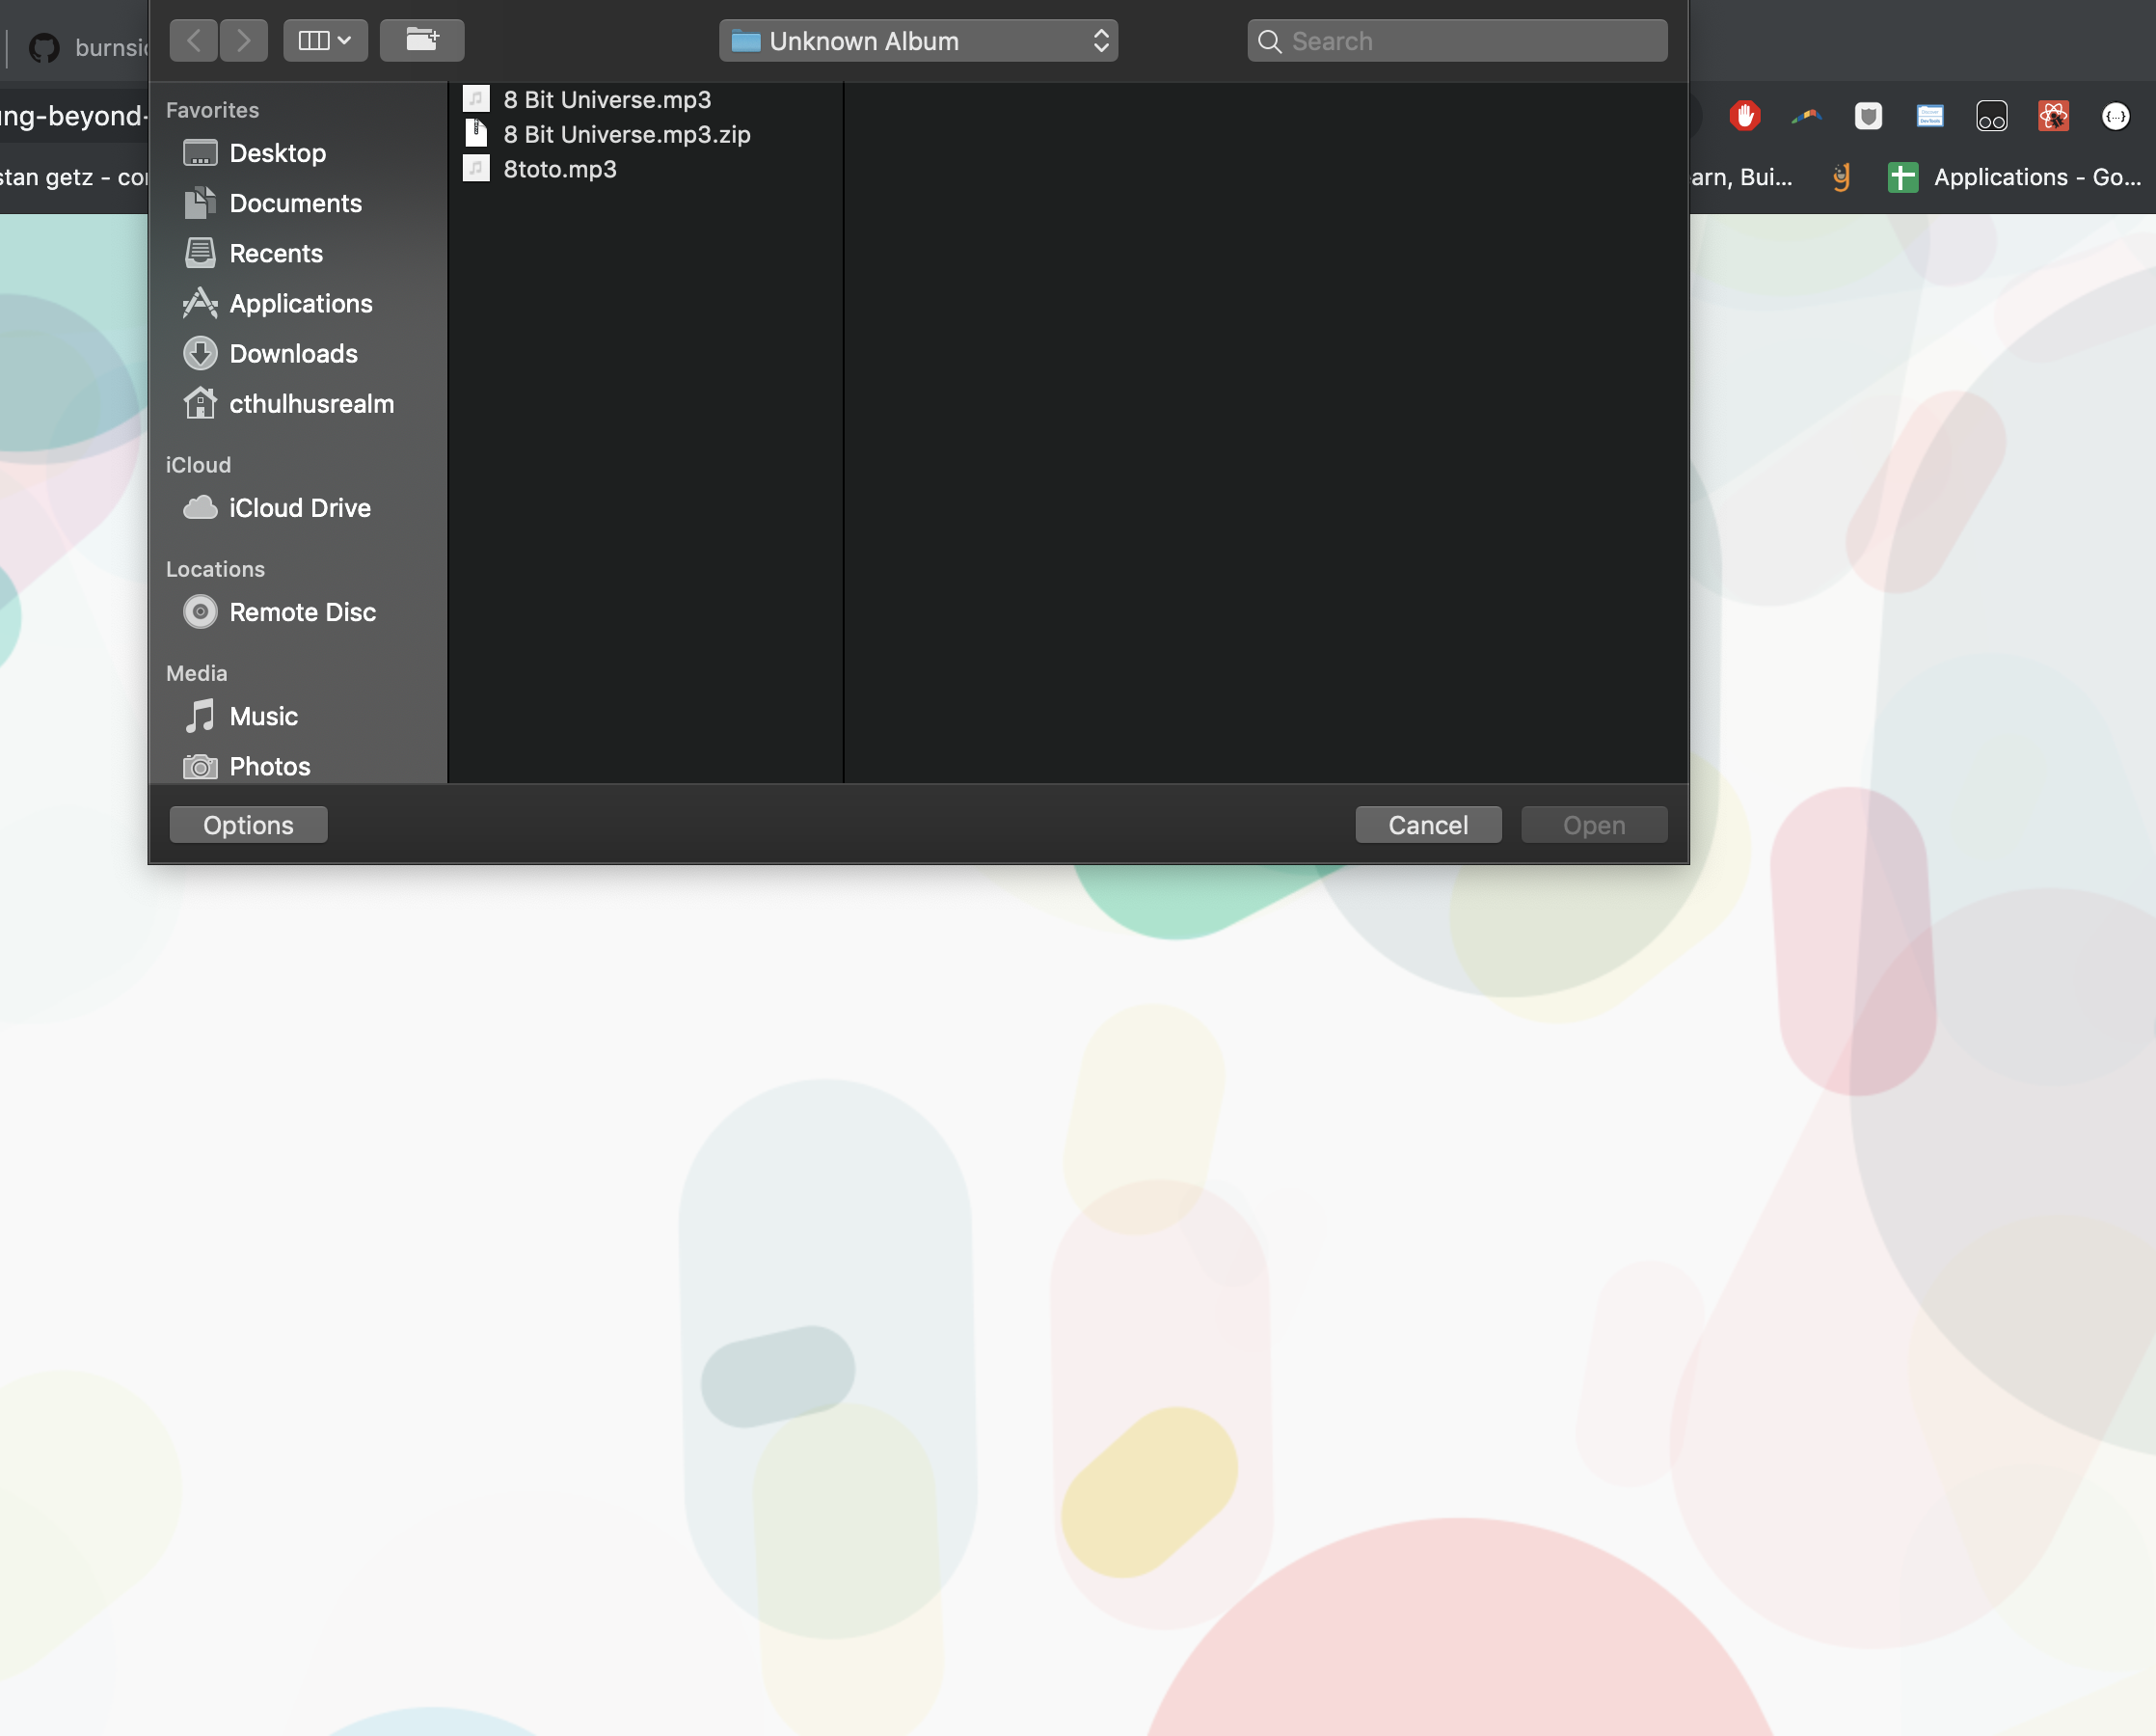 burnsi
Unknown Album
Search
ng-beyond-
stan getz - co
arn, Bui...
Applications - Go...
Favorites
Desktop
Documents
Recents
Applications
Downloads
cthulhusrealm
iCloud
iCloud Drive
Locations
Remote Disc
Media
Music
Photos
8 Bit Universe.mp3
8 Bit Universe.mp3.zip
8toto.mp3
Options
Cancel
Open